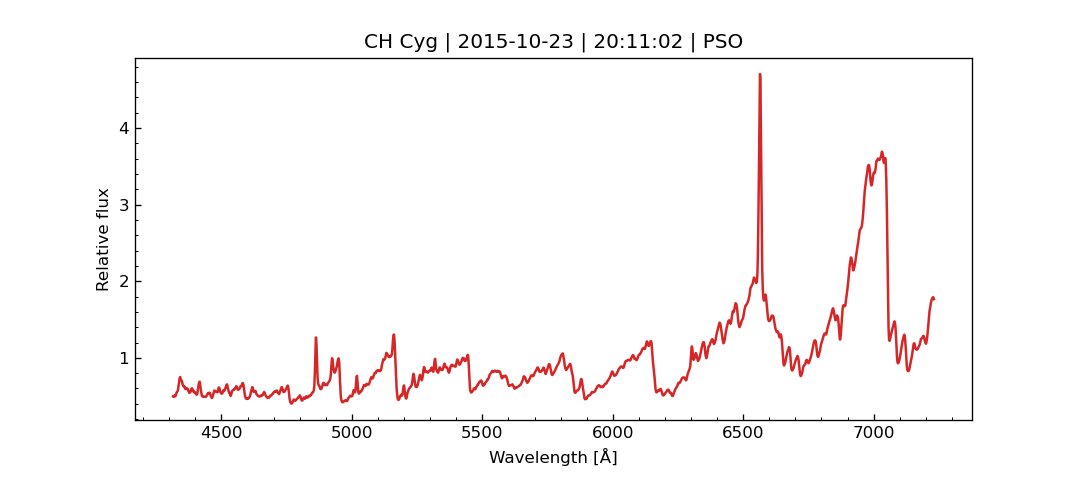 CH Cyg | 2015-10-23 | 20:11:02 | PSO
Relative flux
4
3
2
1
4500 5000 5500 6000 6500 7000
Wavelength [Å]